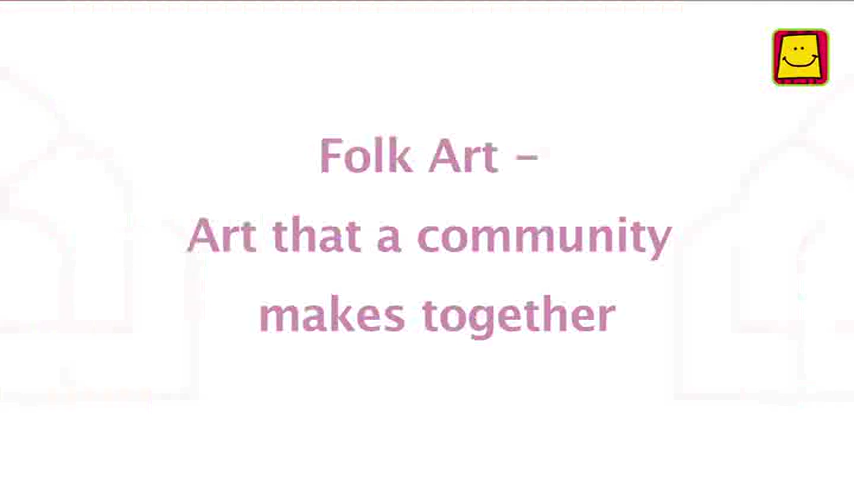 Folk Art –
Art that a community
makes together